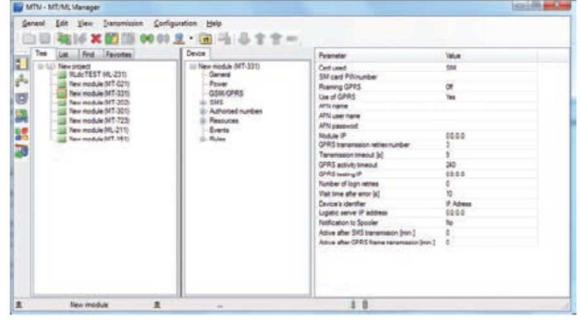 MTM - MT/ML Manager
General Edit View Transmission Configuration Help
Tree List Find Favorites
New project
MLdcTEST (ML-231)
New module (MT-021)
New module (MT-331)
New module (MT-202)
New module (MT-301)
New module (MT-723)
New module (ML-211)
New module (MT-151)
Device
New module (MT-331)
General
Power
GSM/GPRS
SMS
Authorized numbers
Resources
Events
Rules
Parameter Value
Card used SIM
SIM card PIN number
Roaming GPRS Off
Use of GPRS Yes
APN name
APN user name
APN password
Module IP 0.0.0.0
GPRS transmission retries number 3
Transmission timeout [s] 5
GPRS activity timeout 240
GPRS testing IP 0.0.0.0
Number of login retries 0
Wait time after error [s] 10
Device's identifier IP Adress
Logistic server IP address 0.0.0.0
Notification to Spooler No
Active after SMS transmission [min.] 0
Active after GPRS frame transmission [min.] 0
New module